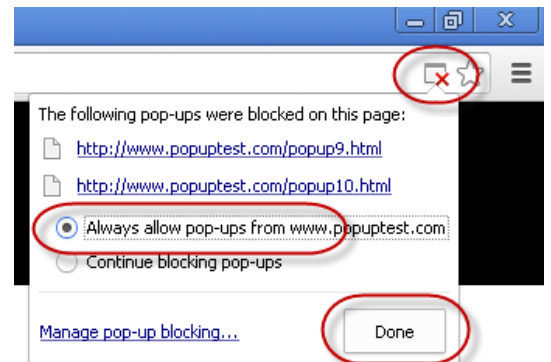 The following pop-ups were blocked on this page:
http://www.popuptest.com/popup9.html
http://www.popuptest.com/popup10.html
Always allow pop-ups from www.popuptest.com
Continue blocking pop-ups
Manage pop-up blocking...
Done